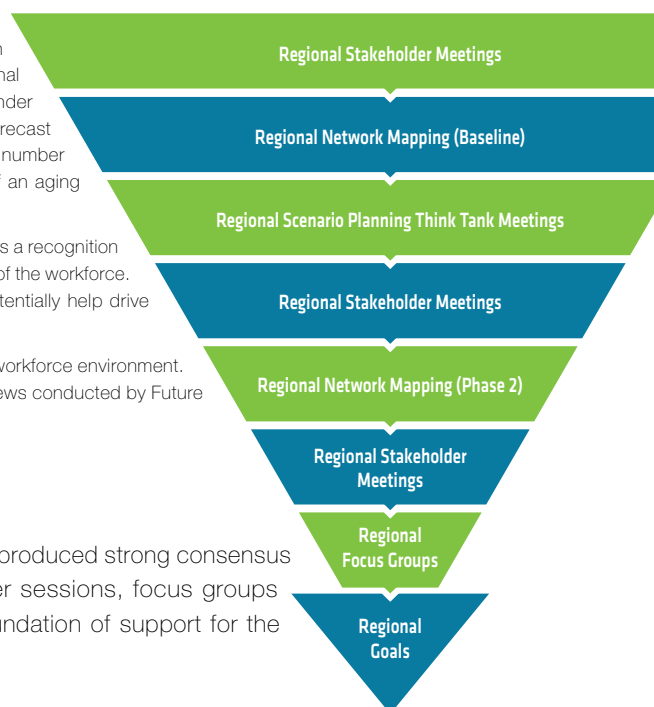 Regional Stakeholder Meetings
nal
nder
recast
Regional Network Mapping (Baseline)
number
an aging
Regional Scenario Planning Think Tank Meetings
s a recognition
of the workforce.
tentially help drive
Regional Stakeholder Meetings
workforce environment.
ews conducted by Future
Regional Network Mapping (Phase 2)
Regional Stakeholder
Meetings
Regional
Focus Groups
produced strong consensus
er sessions, focus groups
undation of support for the
Regional
Goals